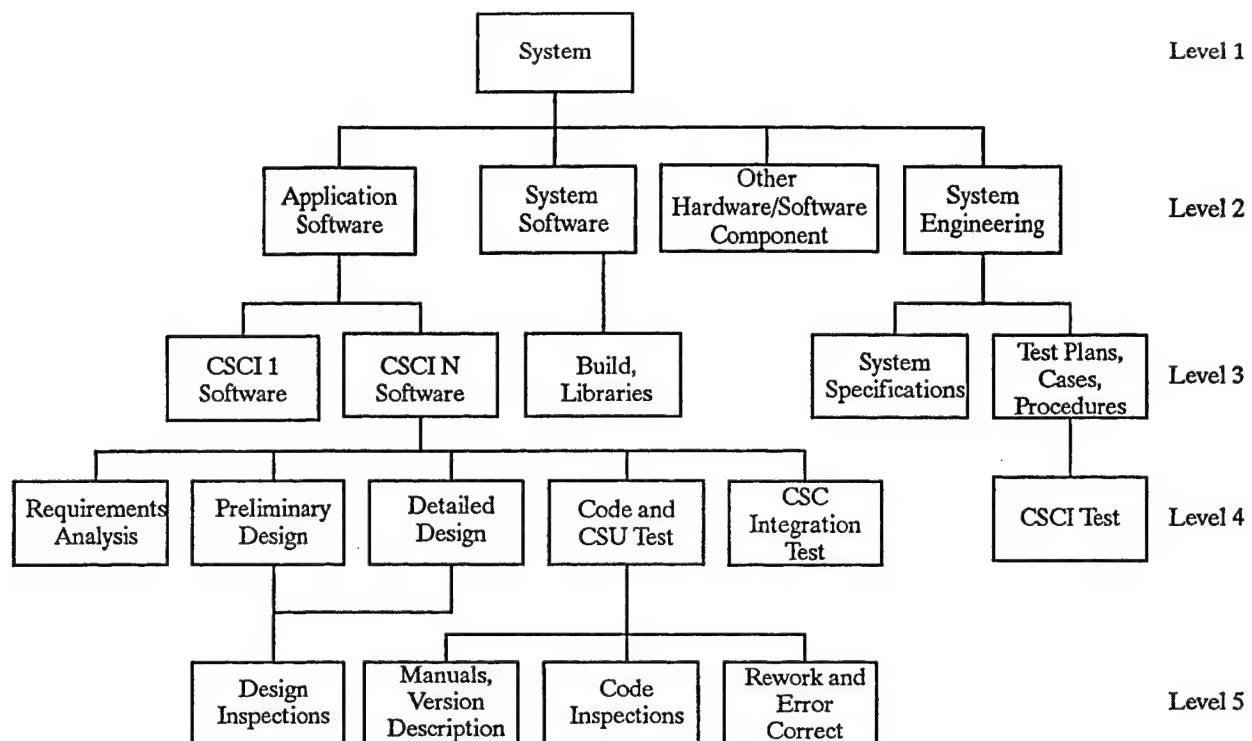 System
Level 1
Application
Software
System
Software
Other
Hardware/Software
Component
System
Engineering
Level 2
CSCI 1
Software
CSCI N
Software
Build,
Libraries
System
Specifications
Test Plans,
Cases,
Procedures
Level 3
Requirements
Analysis
Preliminary
Design
Detailed
Design
Code and
CSU Test
CSC
Integration
Test
CSCI Test
Level 4
Design
Inspections
Manuals,
Version
Description
Code
Inspections
Rework and
Error
Correct
Level 5